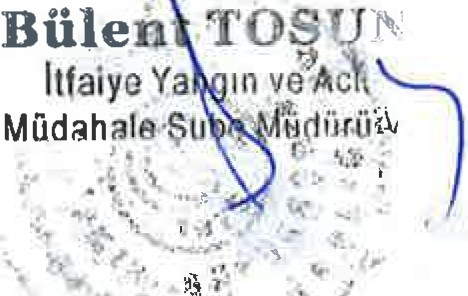 Bülent TOSUN
İtfaiye Yangın ve Acil
Müdahale Şube Müdürü